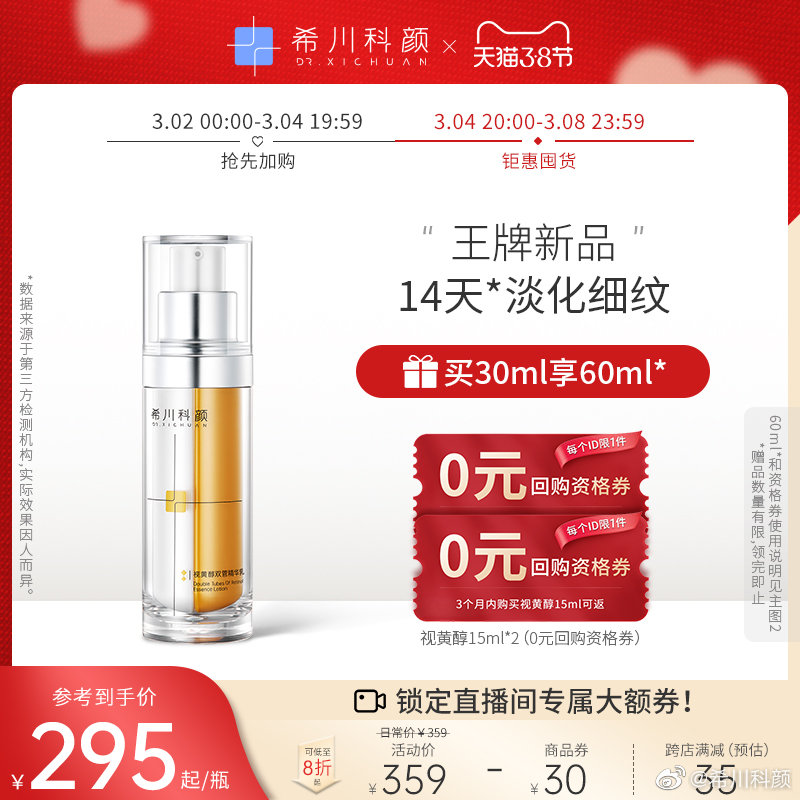 希川科颜
DR.XICHUAN
×
天猫3.8节
3.02 00:00-3.04 19:59
抢先加购
3.04 20:00-3.08 23:59
钜惠囤货
"王牌新品"
14天*淡化细纹
买30ml享60ml*
*数据来源于第三方检测机构,实际效果因人而异。
希川科颜
DR.XICHUAN
视黄醇双管精华乳
Double Tubes Of Retinol
Essence Lotion
每个ID限1件
0元回购资格券
每个ID限1件
0元回购资格券
3个月内购买视黄醇15ml可返
视黄醇15ml*2（0元回购资格券）
60ml*和资格券使用说明见主图2
*赠品数量有限,领完即止
参考到手价
¥295起/瓶
锁定直播间专属大额券！
可低至
8折起
日常价¥359
活动价
¥359
-
商品券
¥30
跨店满减（预估）
35
@希川科颜